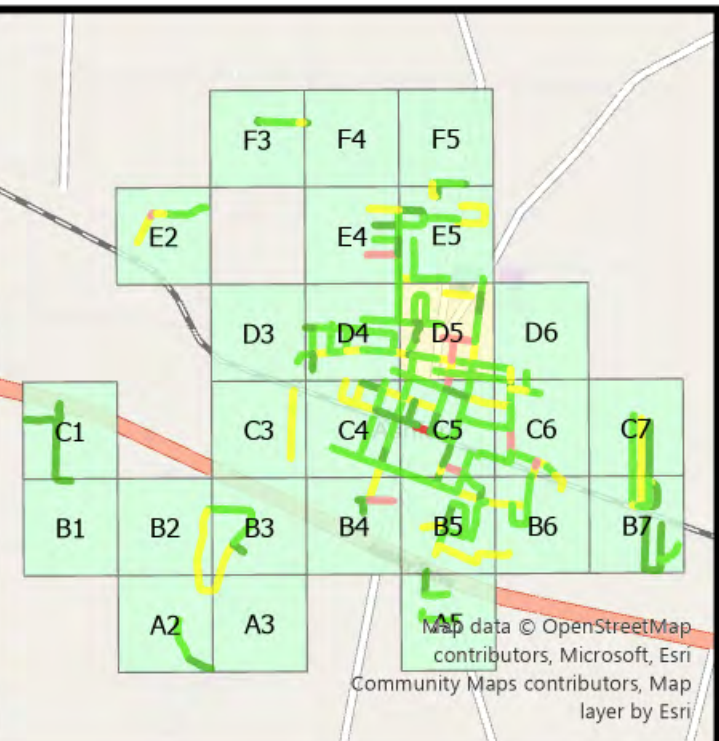 F3 F4 F5
E2 E4 E5
D3 D4 D5 D6
C1 C3 C4 C5 C6 C7
B1 B2 B3 B4 B5 B6 B7
A2 A3 A5
Map data © OpenStreetMap
contributors, Microsoft, Esri
Community Maps contributors, Map
layer by Esri